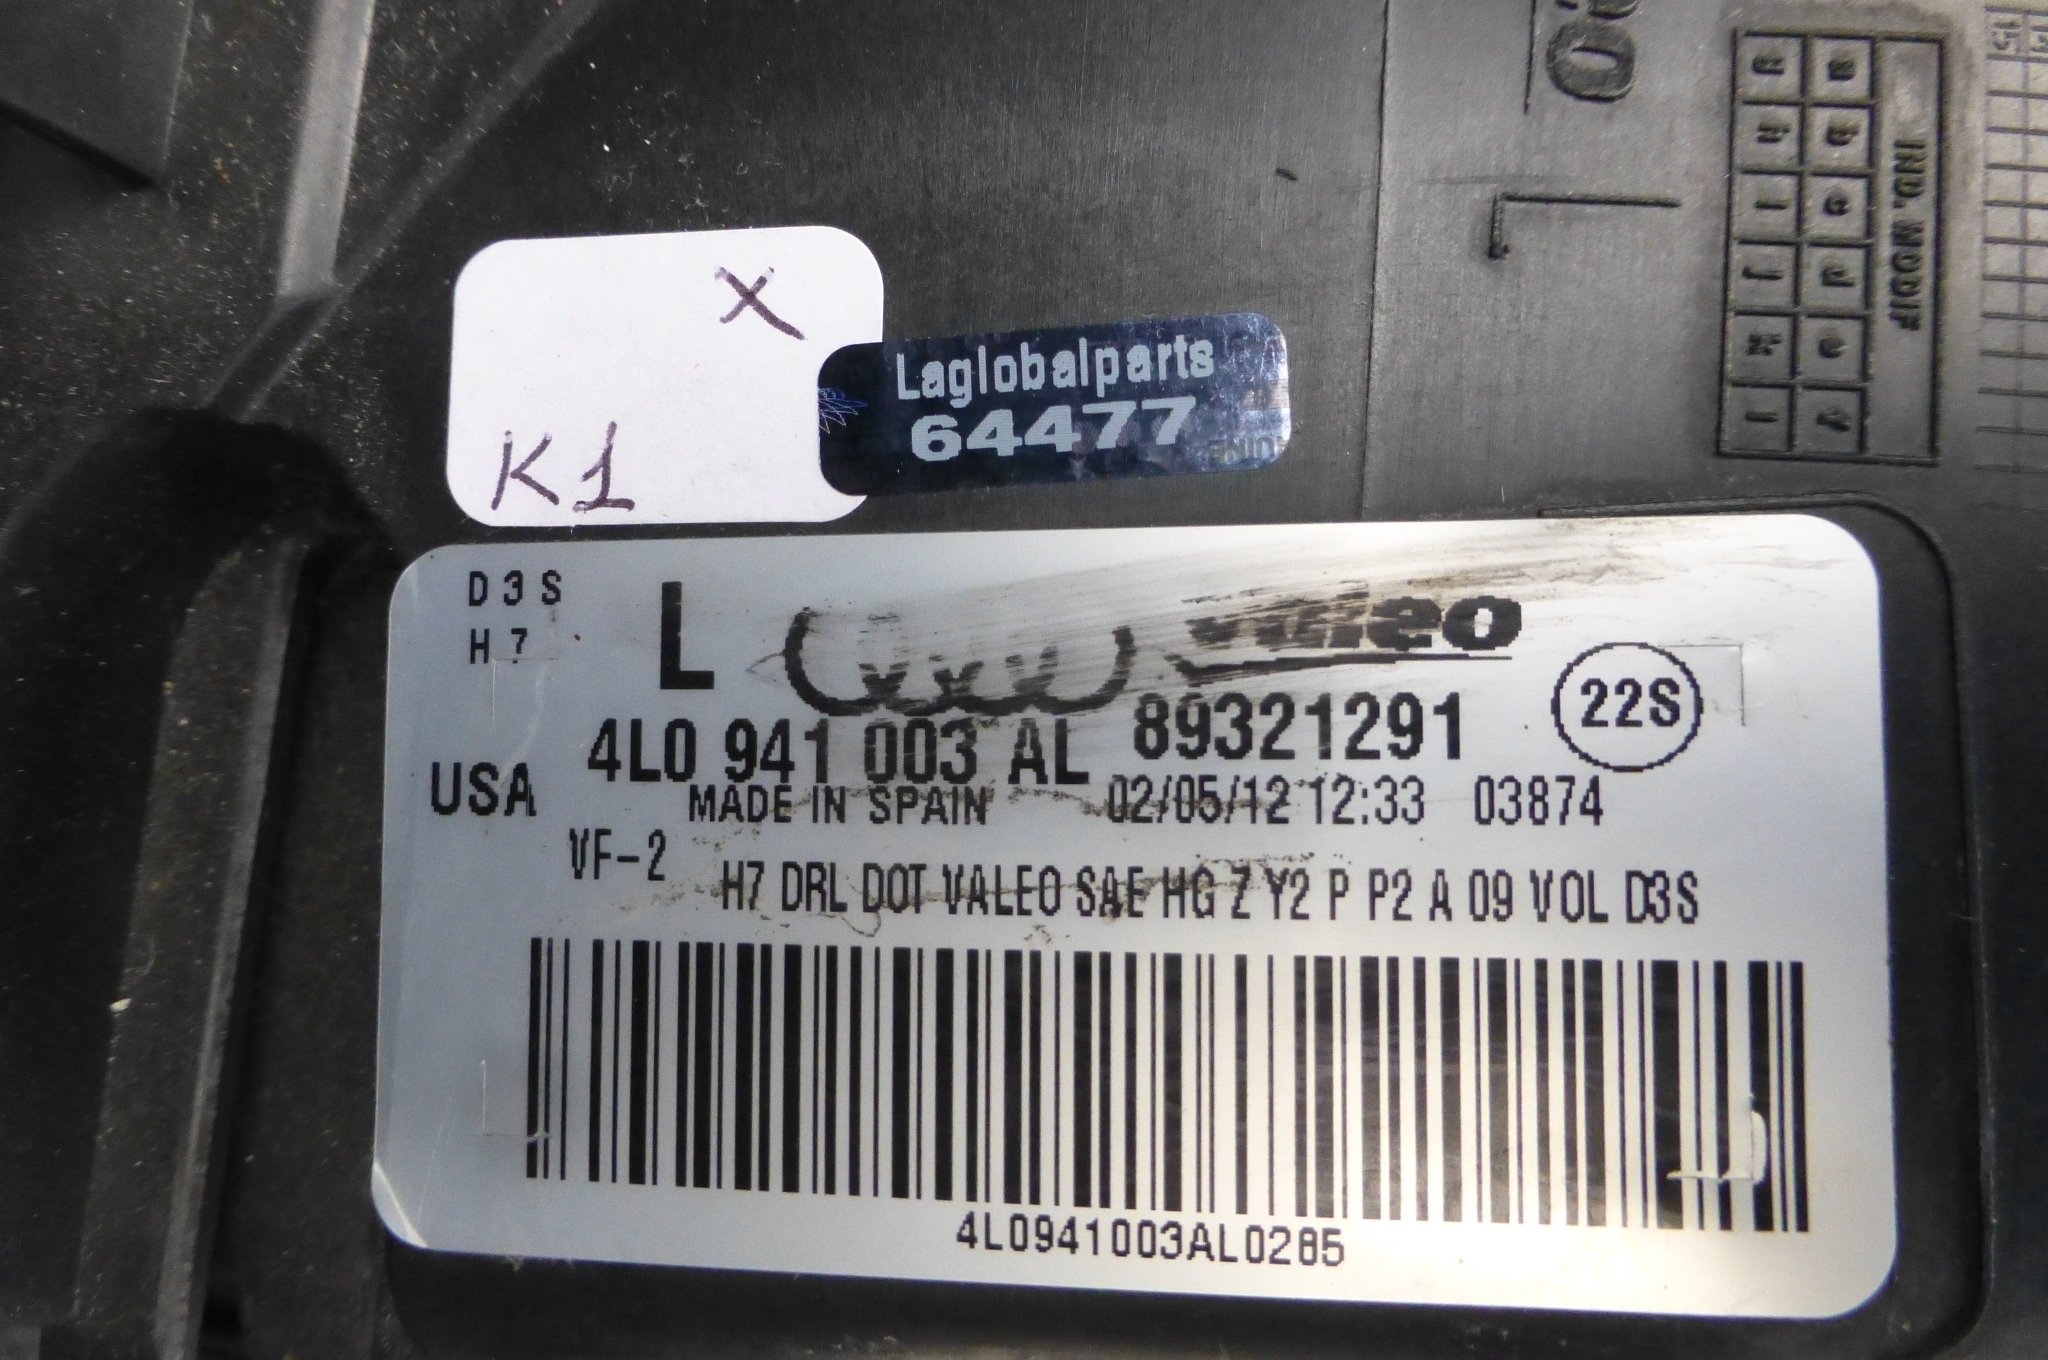 IND. MODIF
a b c d e f
g h i j k l
X
K1
Laglobalparts
64477
D3S
H7
L
Valeo
4L0 941 003 AL 89321291
22S
USA
MADE IN SPAIN 02/05/12 12:33 03874
VF-2
H7 DRL DOT VALEO SAE HG Z Y2 P P2 A 09 VOL D3S
4L0941003AL0285